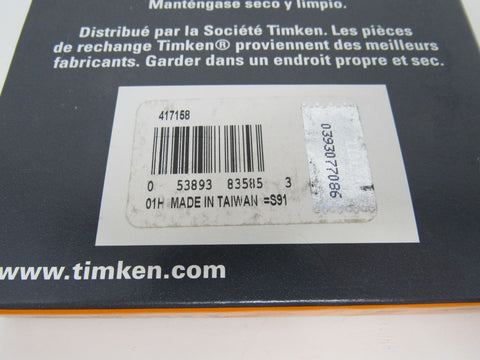 Manténgase seco y limpio.
Distribué par la Société Timken. Les pièces
de rechange Timken® proviennent des meilleurs
fabricants. Garder dans un endroit propre et sec.
417158
0 53893 83585 3
01H MADE IN TAIWAN =S91
0393077086
www.timken.com